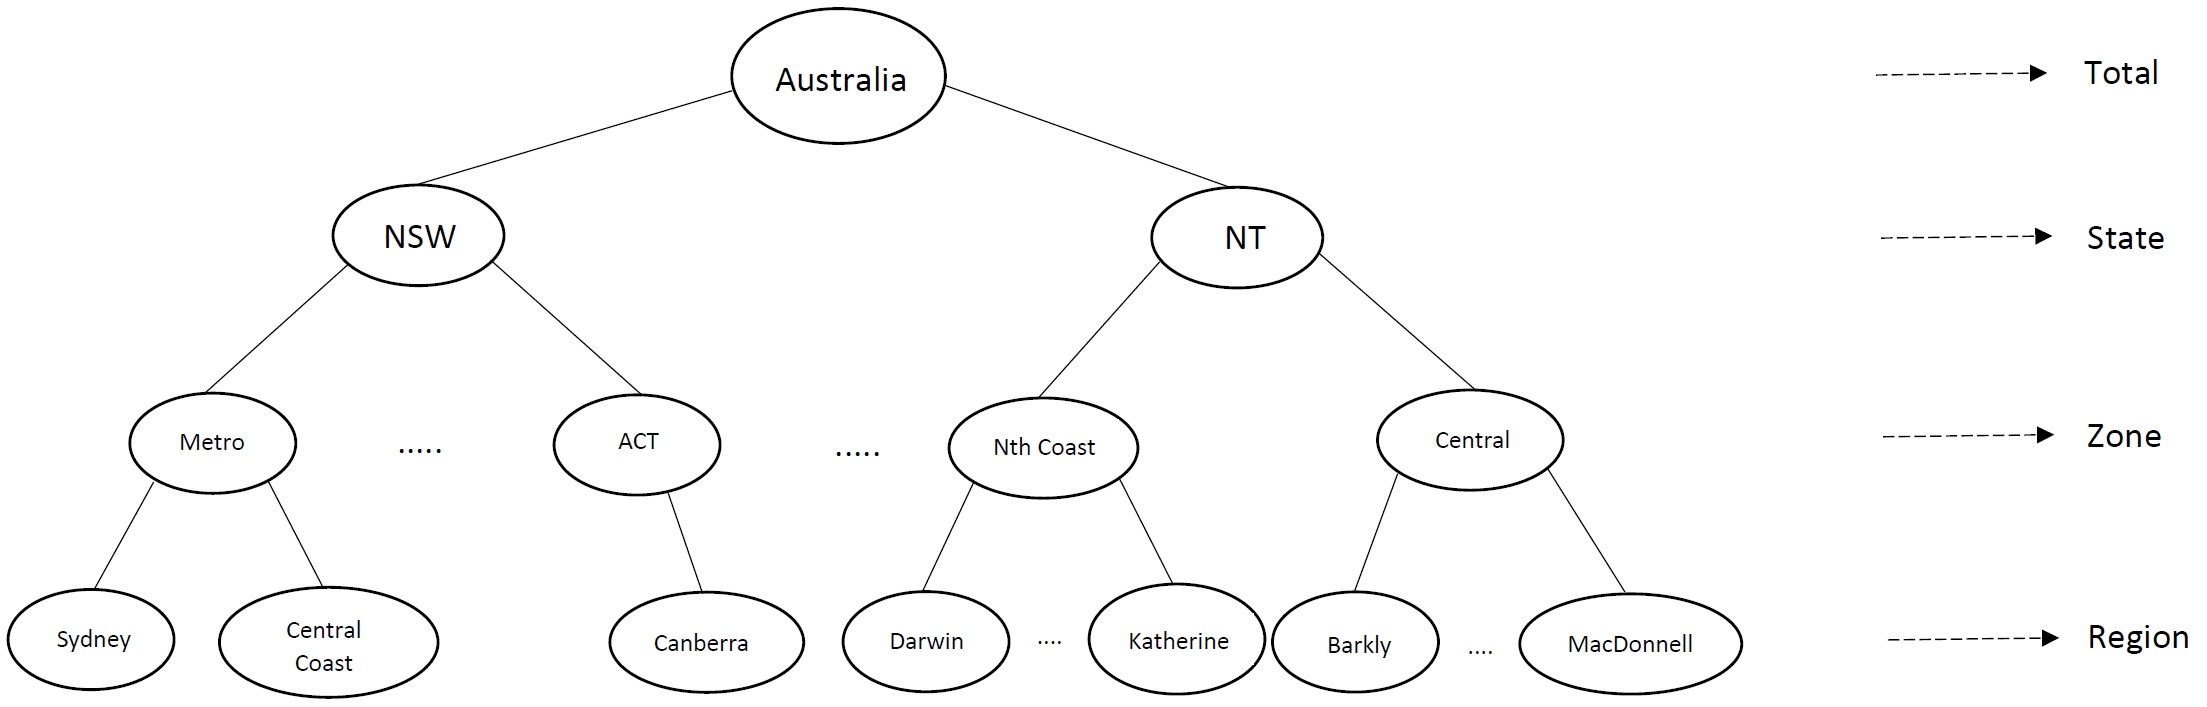 Australia
Total
NSW
NT
State
Metro
.....
ACT
.....
Nth Coast
Central
Zone
Sydney
Central
Coast
Canberra
Darwin
....
Katherine
Barkly
....
MacDonnell
Region